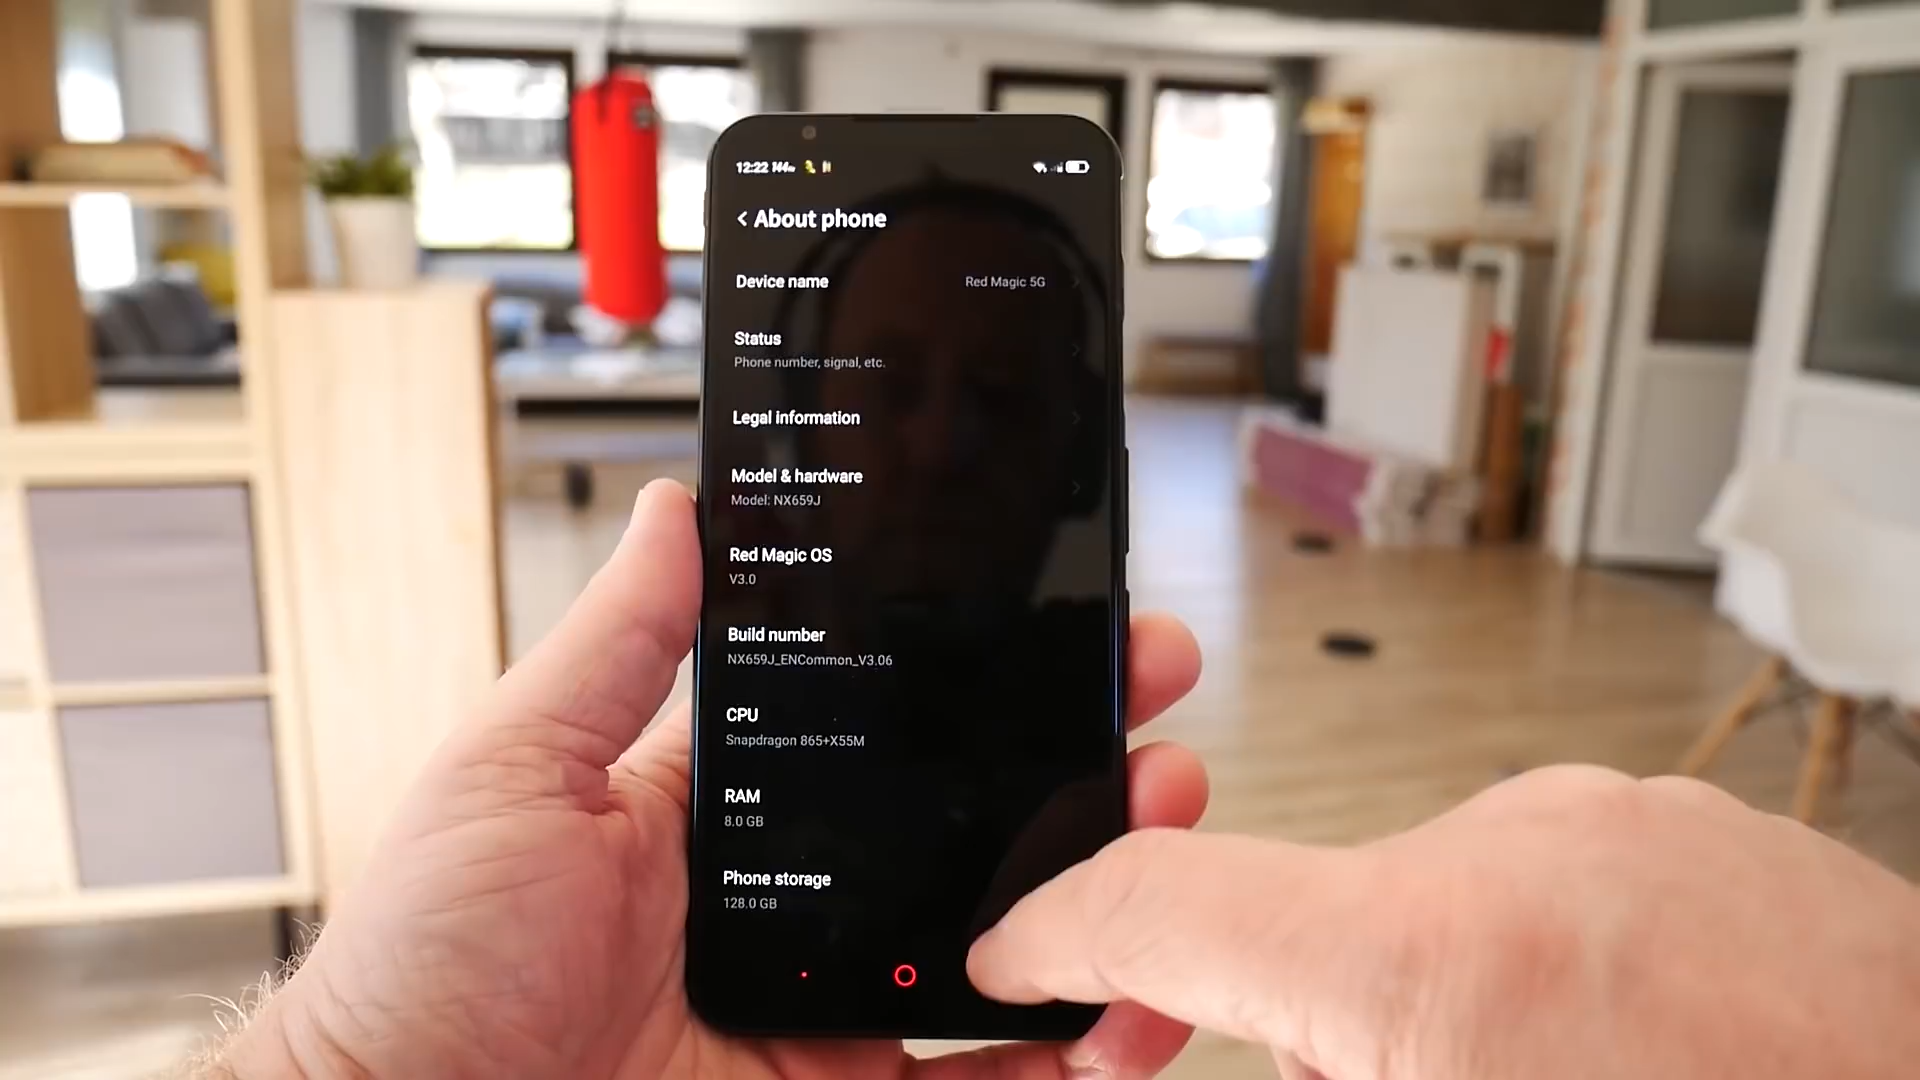 12:22
< About phone
Device name Red Magic 5G
Status
Phone number, signal, etc.
Legal information
Model & hardware
Model: NX659J
Red Magic OS
V3.0
Build number
NX659J_ENCommon_V3.06
CPU
Snapdragon 865+X55M
RAM
8.0 GB
Phone storage
128.0 GB